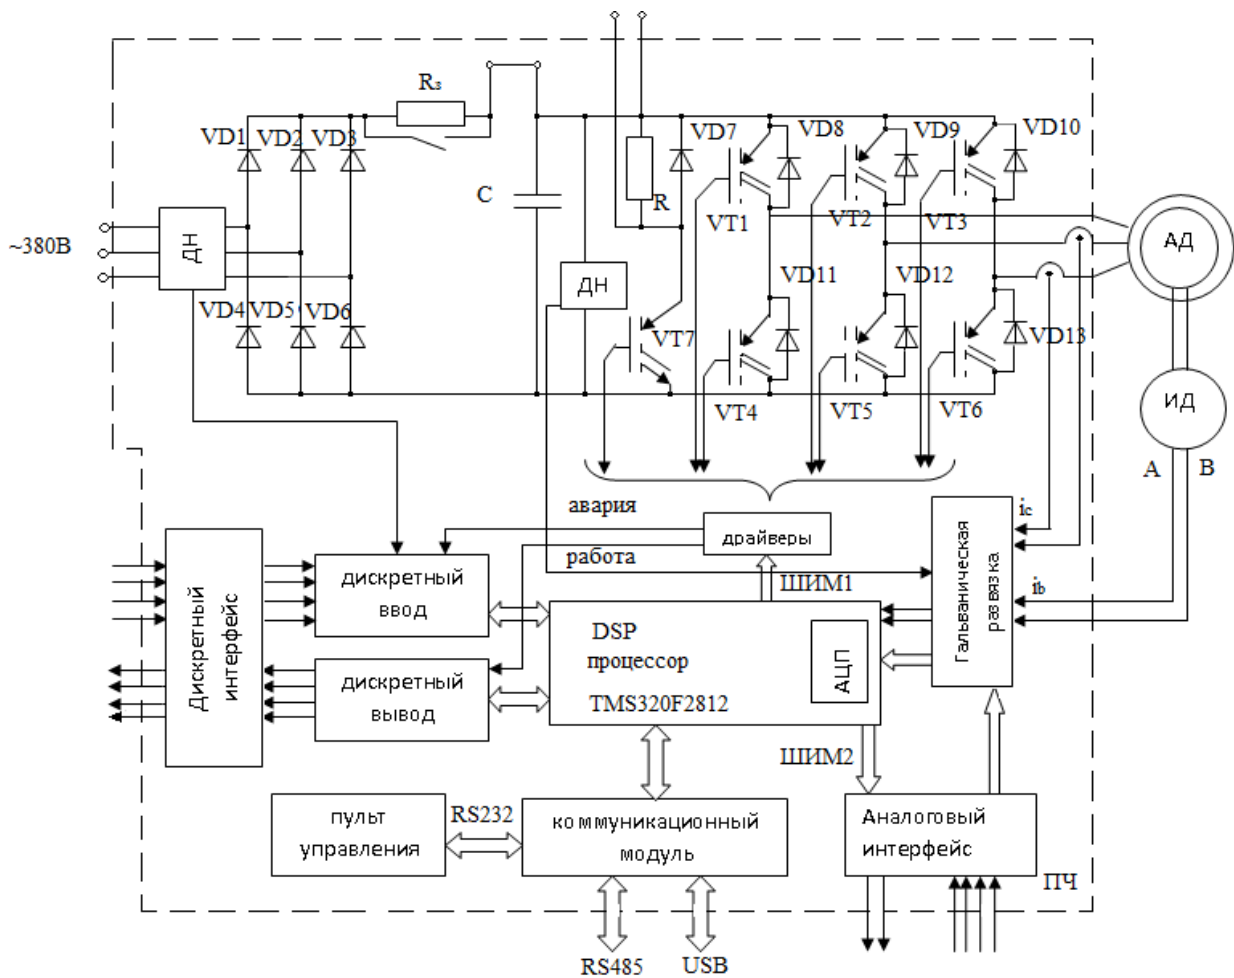 Rз
VD1
VD2
VD3
VD7
VD8
VD9
VD10
C
R
VT1
VT2
VT3
~380В
ДН
АД
ДН
VD11
VD12
VD4
VD5
VD6
VT7
VD13
VT4
VT5
VT6
ИД
А
В
авария
iс
драйверы
работа
ШИМ1
ib
Гальваническая
развязка
Дискретный
интерфейс
дискретный
ввод
DSP
процессор
TMS320F2812
АЦП
дискретный
вывод
ШИМ2
пульт
управления
RS232
коммуникационный
модуль
Аналоговый
интерфейс
ПЧ
RS485
USB